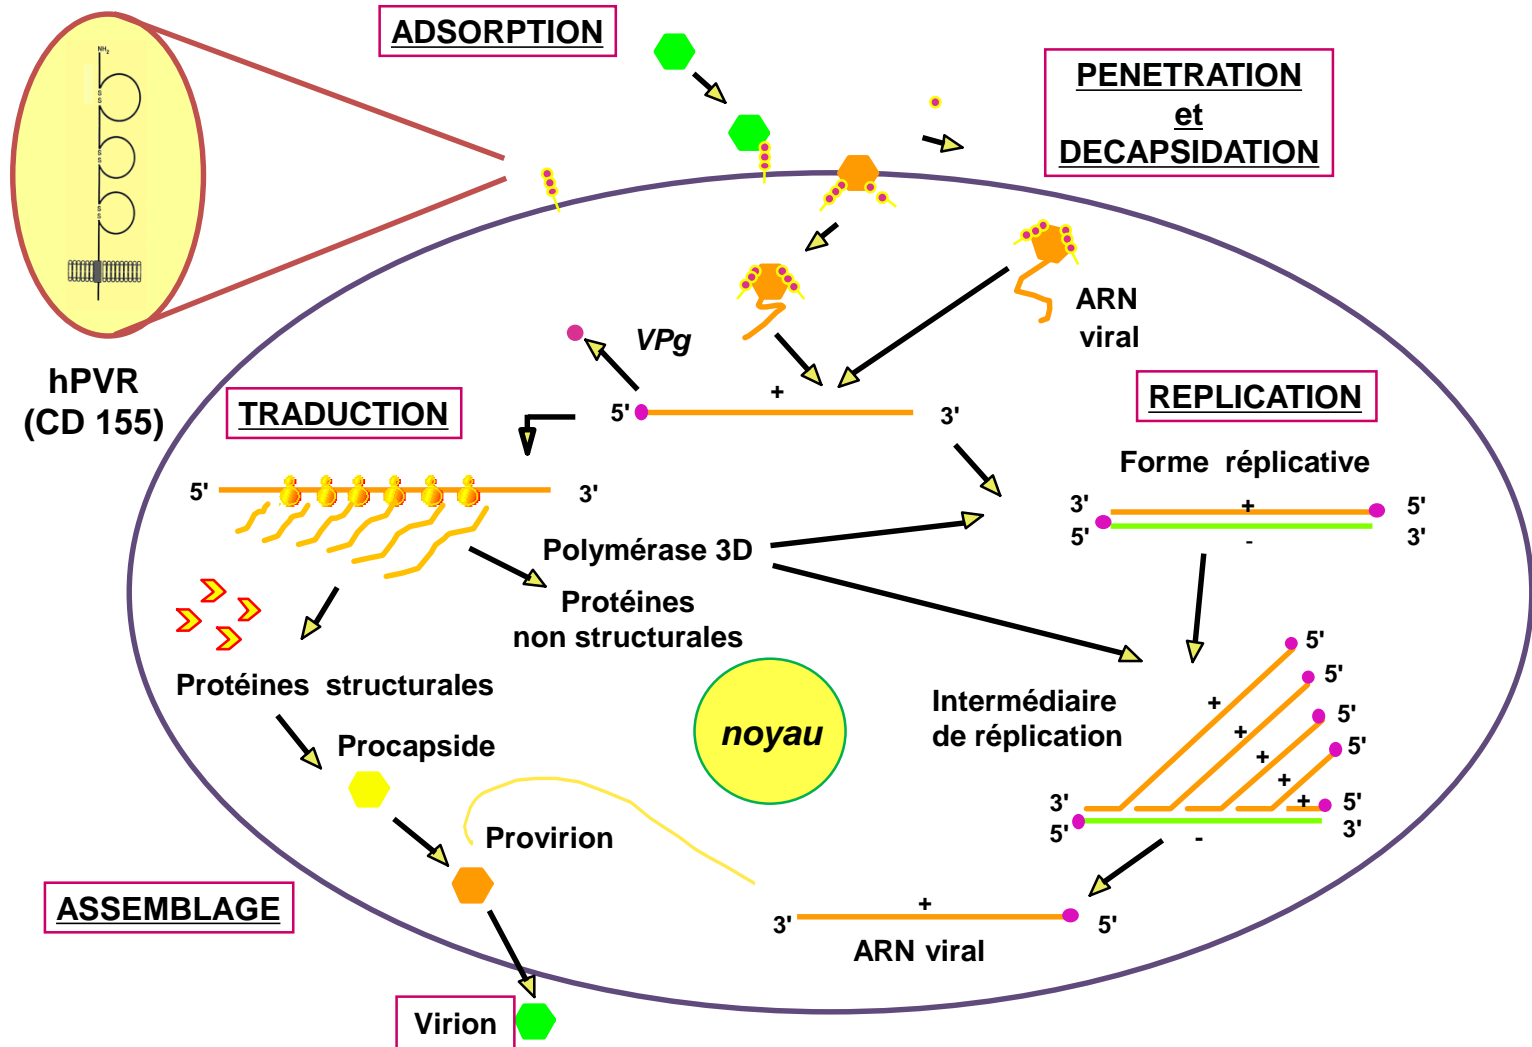 ADSORPTION
PENETRATION
et
DECAPSIDATION
NH2
S
S
S
S
S
S
hPVR
(CD 155)
ARN
viral
VPg
TRADUCTION
5'
+
3'
REPLICATION
Forme réplicative
5'
3'
3'
+
5'
5'
-
3'
Polymérase 3D
Protéines
non structurales
Protéines structurales
Intermédiaire
de réplication
5'
+
5'
+
5'
+
5'
+
3'
+
5'
5'
-
3'
noyau
Procapside
Provirion
ASSEMBLAGE
3'
+
5'
ARN viral
Virion